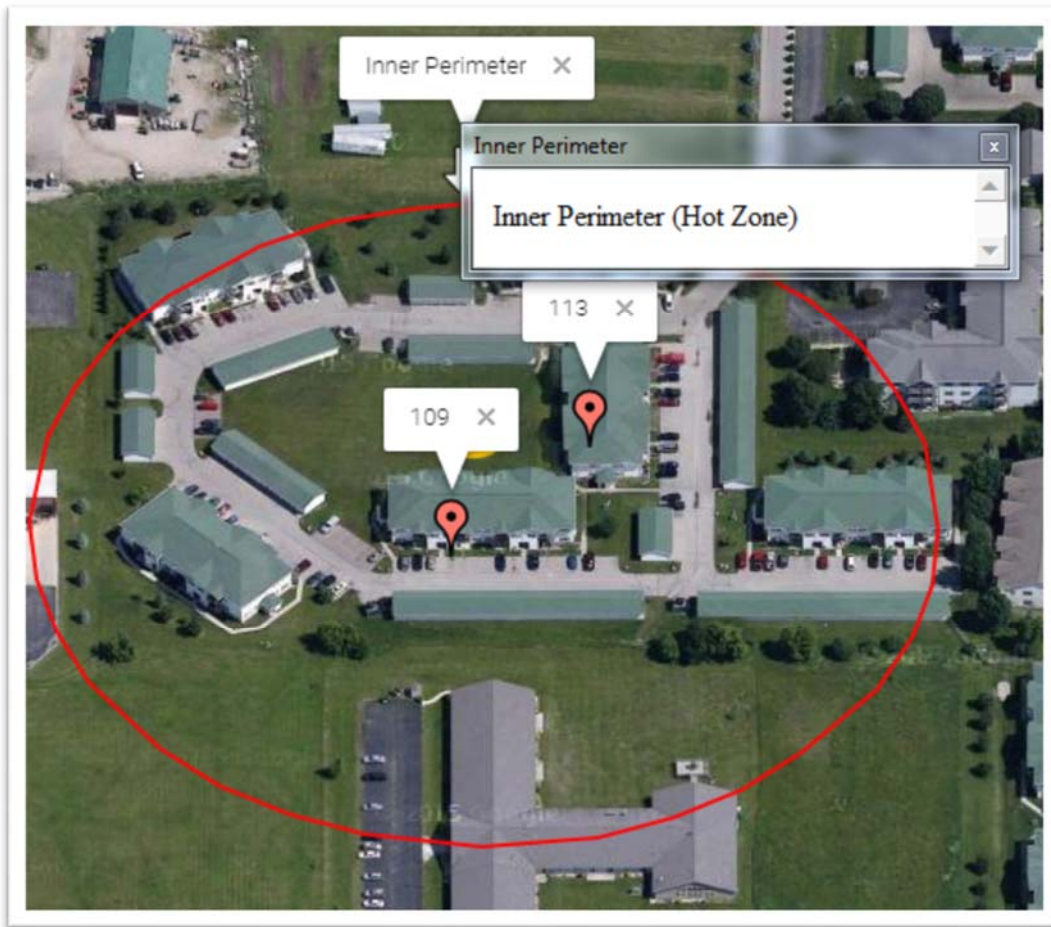 Inner Perimeter ×
Inner Perimeter x
Inner Perimeter (Hot Zone)
113 ×
109 ×